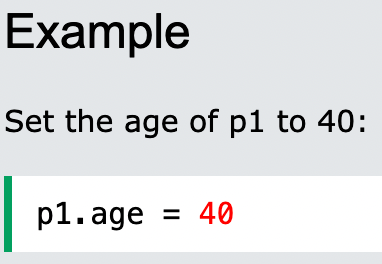 Example
Set the age of p1 to 40:
p1.age = 40